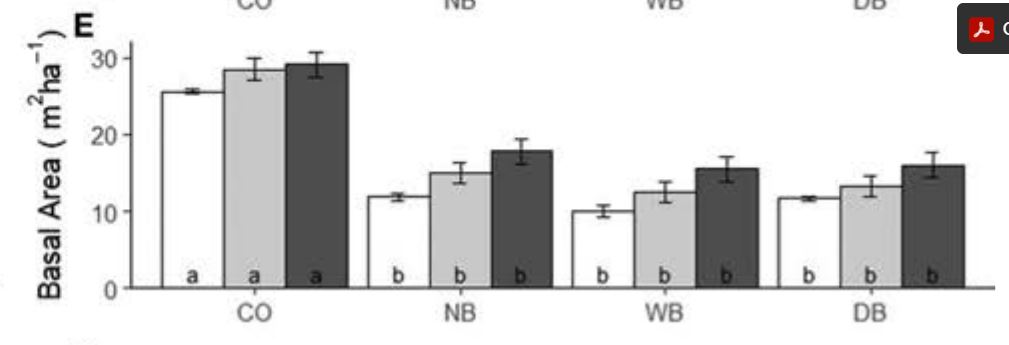 CO NB WB DB
E
Basal Area ( m²ha⁻¹)
30
20
10
0
a a a b b b b b b b b b
CO NB WB DB